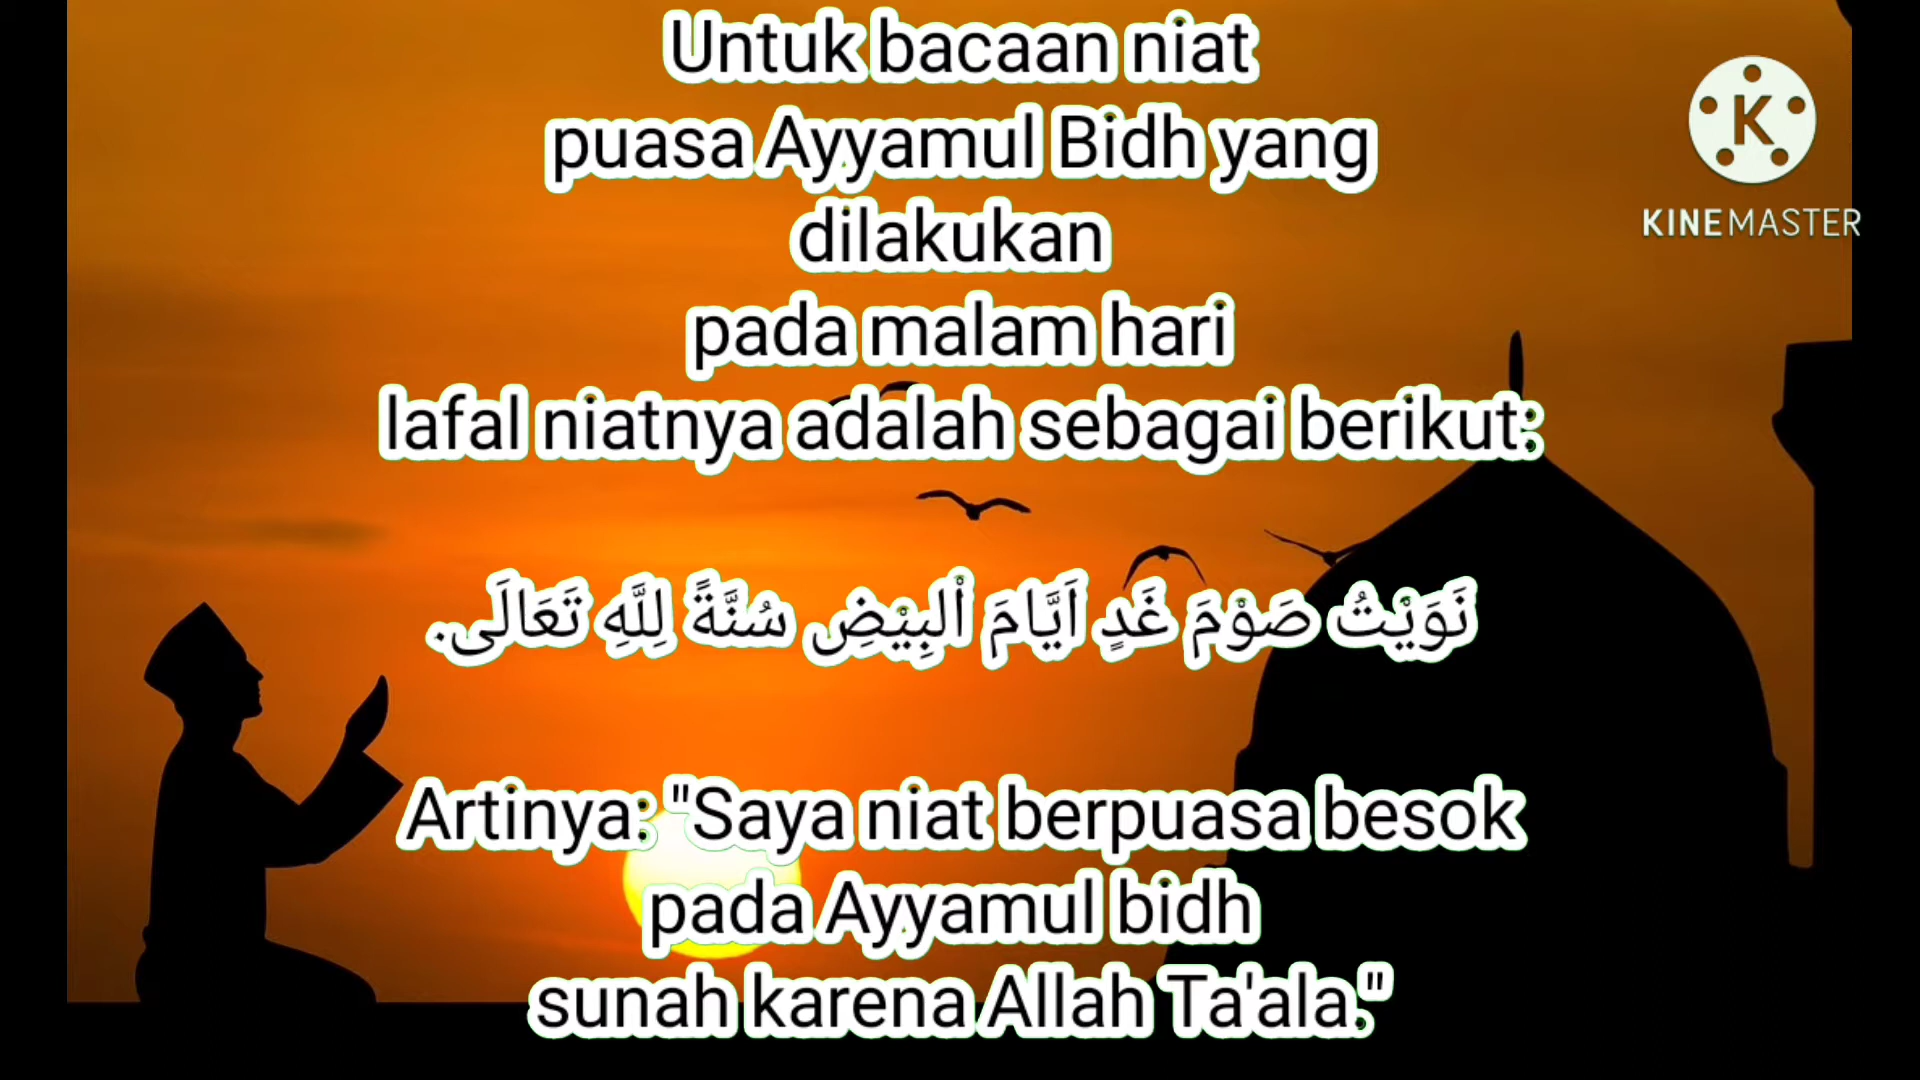 Untuk bacaan niat
puasa Ayyamul Bidh yang
dilakukan
pada malam hari
lafal niatnya adalah sebagai berikut:
نَوَيْتُ صَوْمَ غَدٍ اَيَّامَ اْلبِيْضِ سُنَّةً لِلَّهِ تَعَالَى.
Artinya: "Saya niat berpuasa besok
pada Ayyamul bidh
sunah karena Allah Ta'ala."
K
KINEMASTER